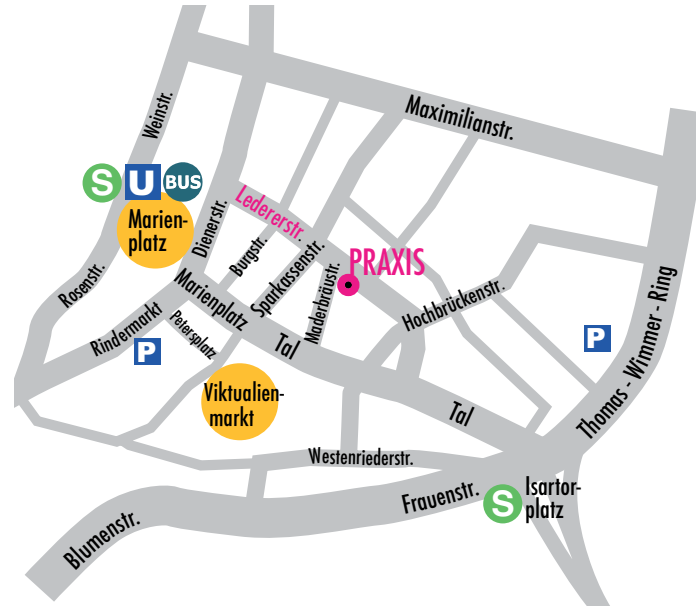 Maximilianstr.
Weinstr.
S
U
BUS
Marien-
platz
Ledererstr.
Dienerstr.
Burgstr.
Sparkassenstr.
PRAXIS
Maderbräustr.
Rosenstr.
Marienplatz
Hochbrückenstr.
Rindermarkt
Petersplatz
P
P
Tal
Thomas - Wimmer - Ring
Viktualien-
markt
Tal
Westenriederstr.
Frauenstr.
S
Isartor-
platz
Blumenstr.